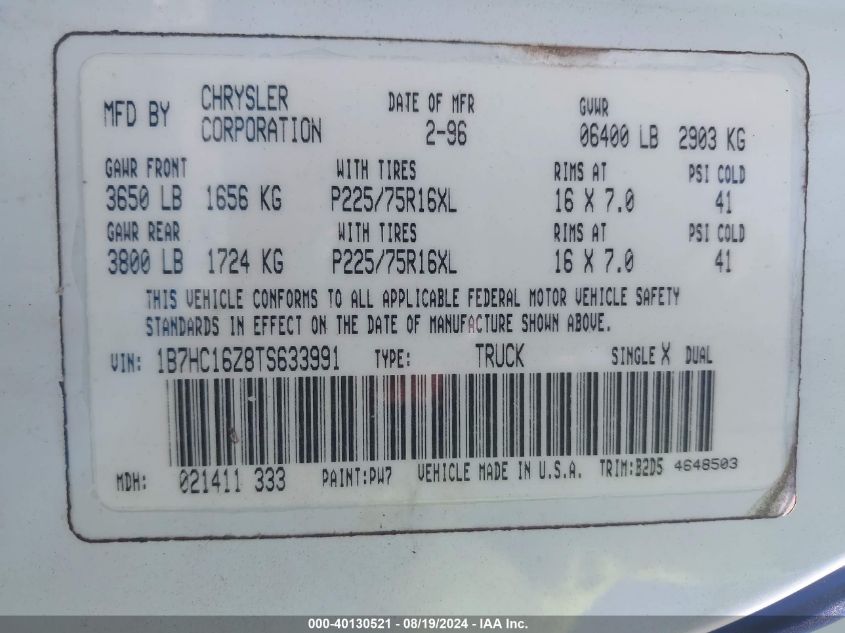 MFD BY CHRYSLER CORPORATION DATE OF MFR 2-96 GVWR 06400 LB 2903 KG
GAWR FRONT WITH TIRES RIMS AT PSI COLD
3650 LB 1656 KG P225/75R16XL 16 X 7.0 41
GAWR REAR WITH TIRES RIMS AT PSI COLD
3800 LB 1724 KG P225/75R16XL 16 X 7.0 41
THIS VEHICLE CONFORMS TO ALL APPLICABLE FEDERAL MOTOR VEHICLE SAFETY
STANDARDS IN EFFECT ON THE DATE OF MANUFACTURE SHOWN ABOVE.
VIN: 1B7HC16Z8TS633991 TYPE: TRUCK SINGLE X DUAL
MDH: 021411 333 PAINT:PW7 VEHICLE MADE IN U.S.A. TRIM:B2D5 4648503
000-40130521 - 08/19/2024 - IAA Inc.